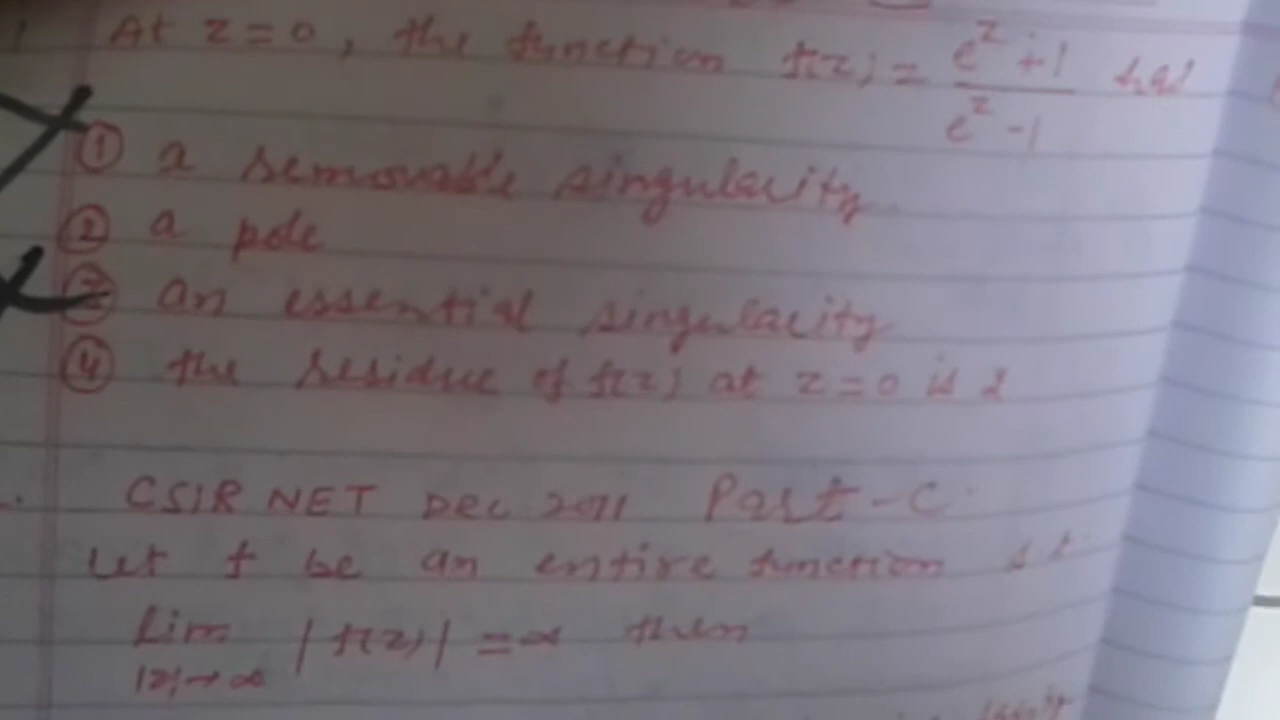 At z=0, the function f(z) = e^z+1 / e^z-1 has
① a removable singularity
② a pole
③ an essential singularity
④ the residue of f(z) at z=0 is 2
CSIR NET Dec 2011 Part-C
Let f be an entire function s.t.
Lim |z|→∞ |f(z)| = ∞ then